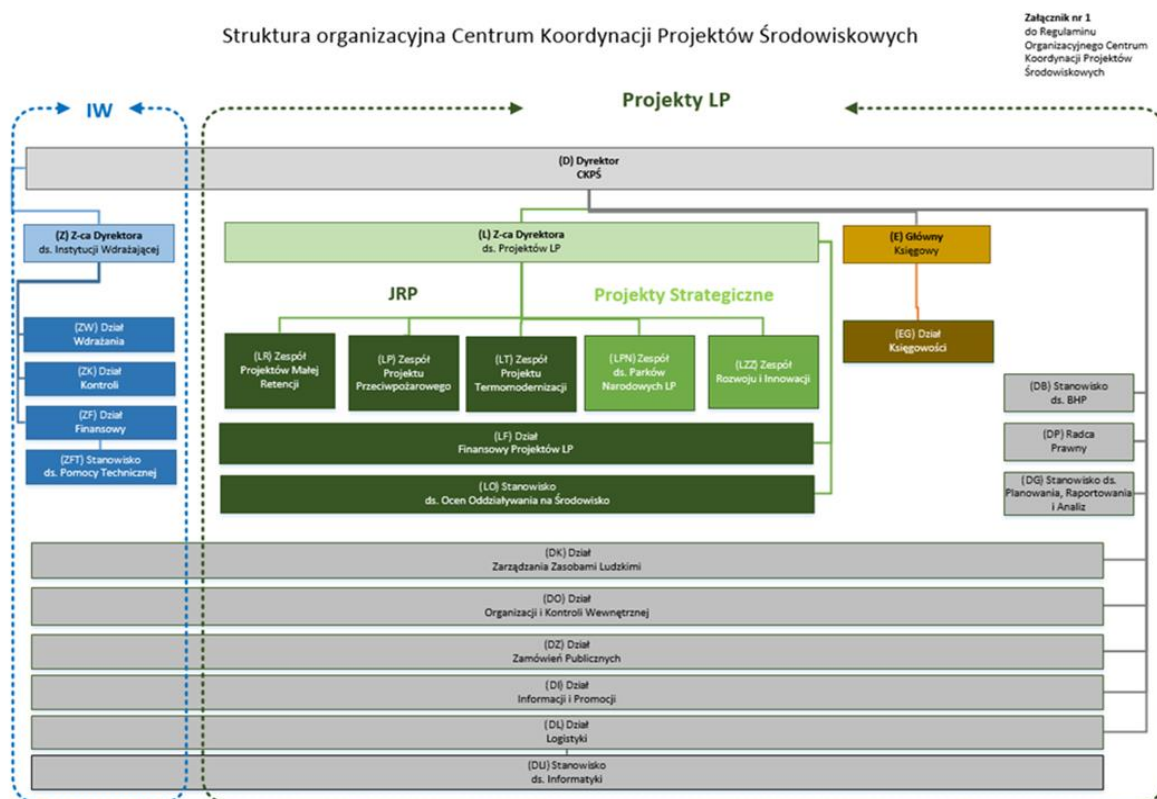 Struktura organizacyjna Centrum Koordynacji Projektów Środowiskowych
Załącznik nr 1
do Regulaminu
Organizacyjnego Centrum
Koordynacji Projektów
Środowiskowych
IW
Projekty LP
(D) Dyrektor
CKPŚ
(Z) Z-ca Dyrektora
ds. Instytucji Wdrażającej
(L) Z-ca Dyrektora
ds. Projektów LP
(E) Główny
Księgowy
JRP
Projekty Strategiczne
(ZW) Dział
Wdrażania
(ZK) Dział
Kontroli
(ZF) Dział
Finansowy
(ZFT) Stanowisko
ds. Pomocy Technicznej
(LR) Zespół
Projektów Małej
Retencji
(LP) Zespół
Projektu
Przeciwpożarowego
(LT) Zespół
Projektu
Termomodernizacji
(LPN) Zespół
ds. Parków
Narodowych LP
(LZZ) Zespół
Rozwoju i Innowacji
(EG) Dział
Księgowości
(LF) Dział
Finansowy Projektów LP
(LO) Stanowisko
ds. Ocen Oddziaływania na Środowisko
(DB) Stanowisko
ds. BHP
(DP) Radca
Prawny
(DG) Stanowisko ds.
Planowania, Raportowania
i Analiz
(DK) Dział
Zarządzania Zasobami Ludzkimi
(DO) Dział
Organizacji i Kontroli Wewnętrznej
(DZ) Dział
Zamówień Publicznych
(DI) Dział
Informacji i Promocji
(DL) Dział
Logistyki
(DLI) Stanowisko
ds. Informatyki